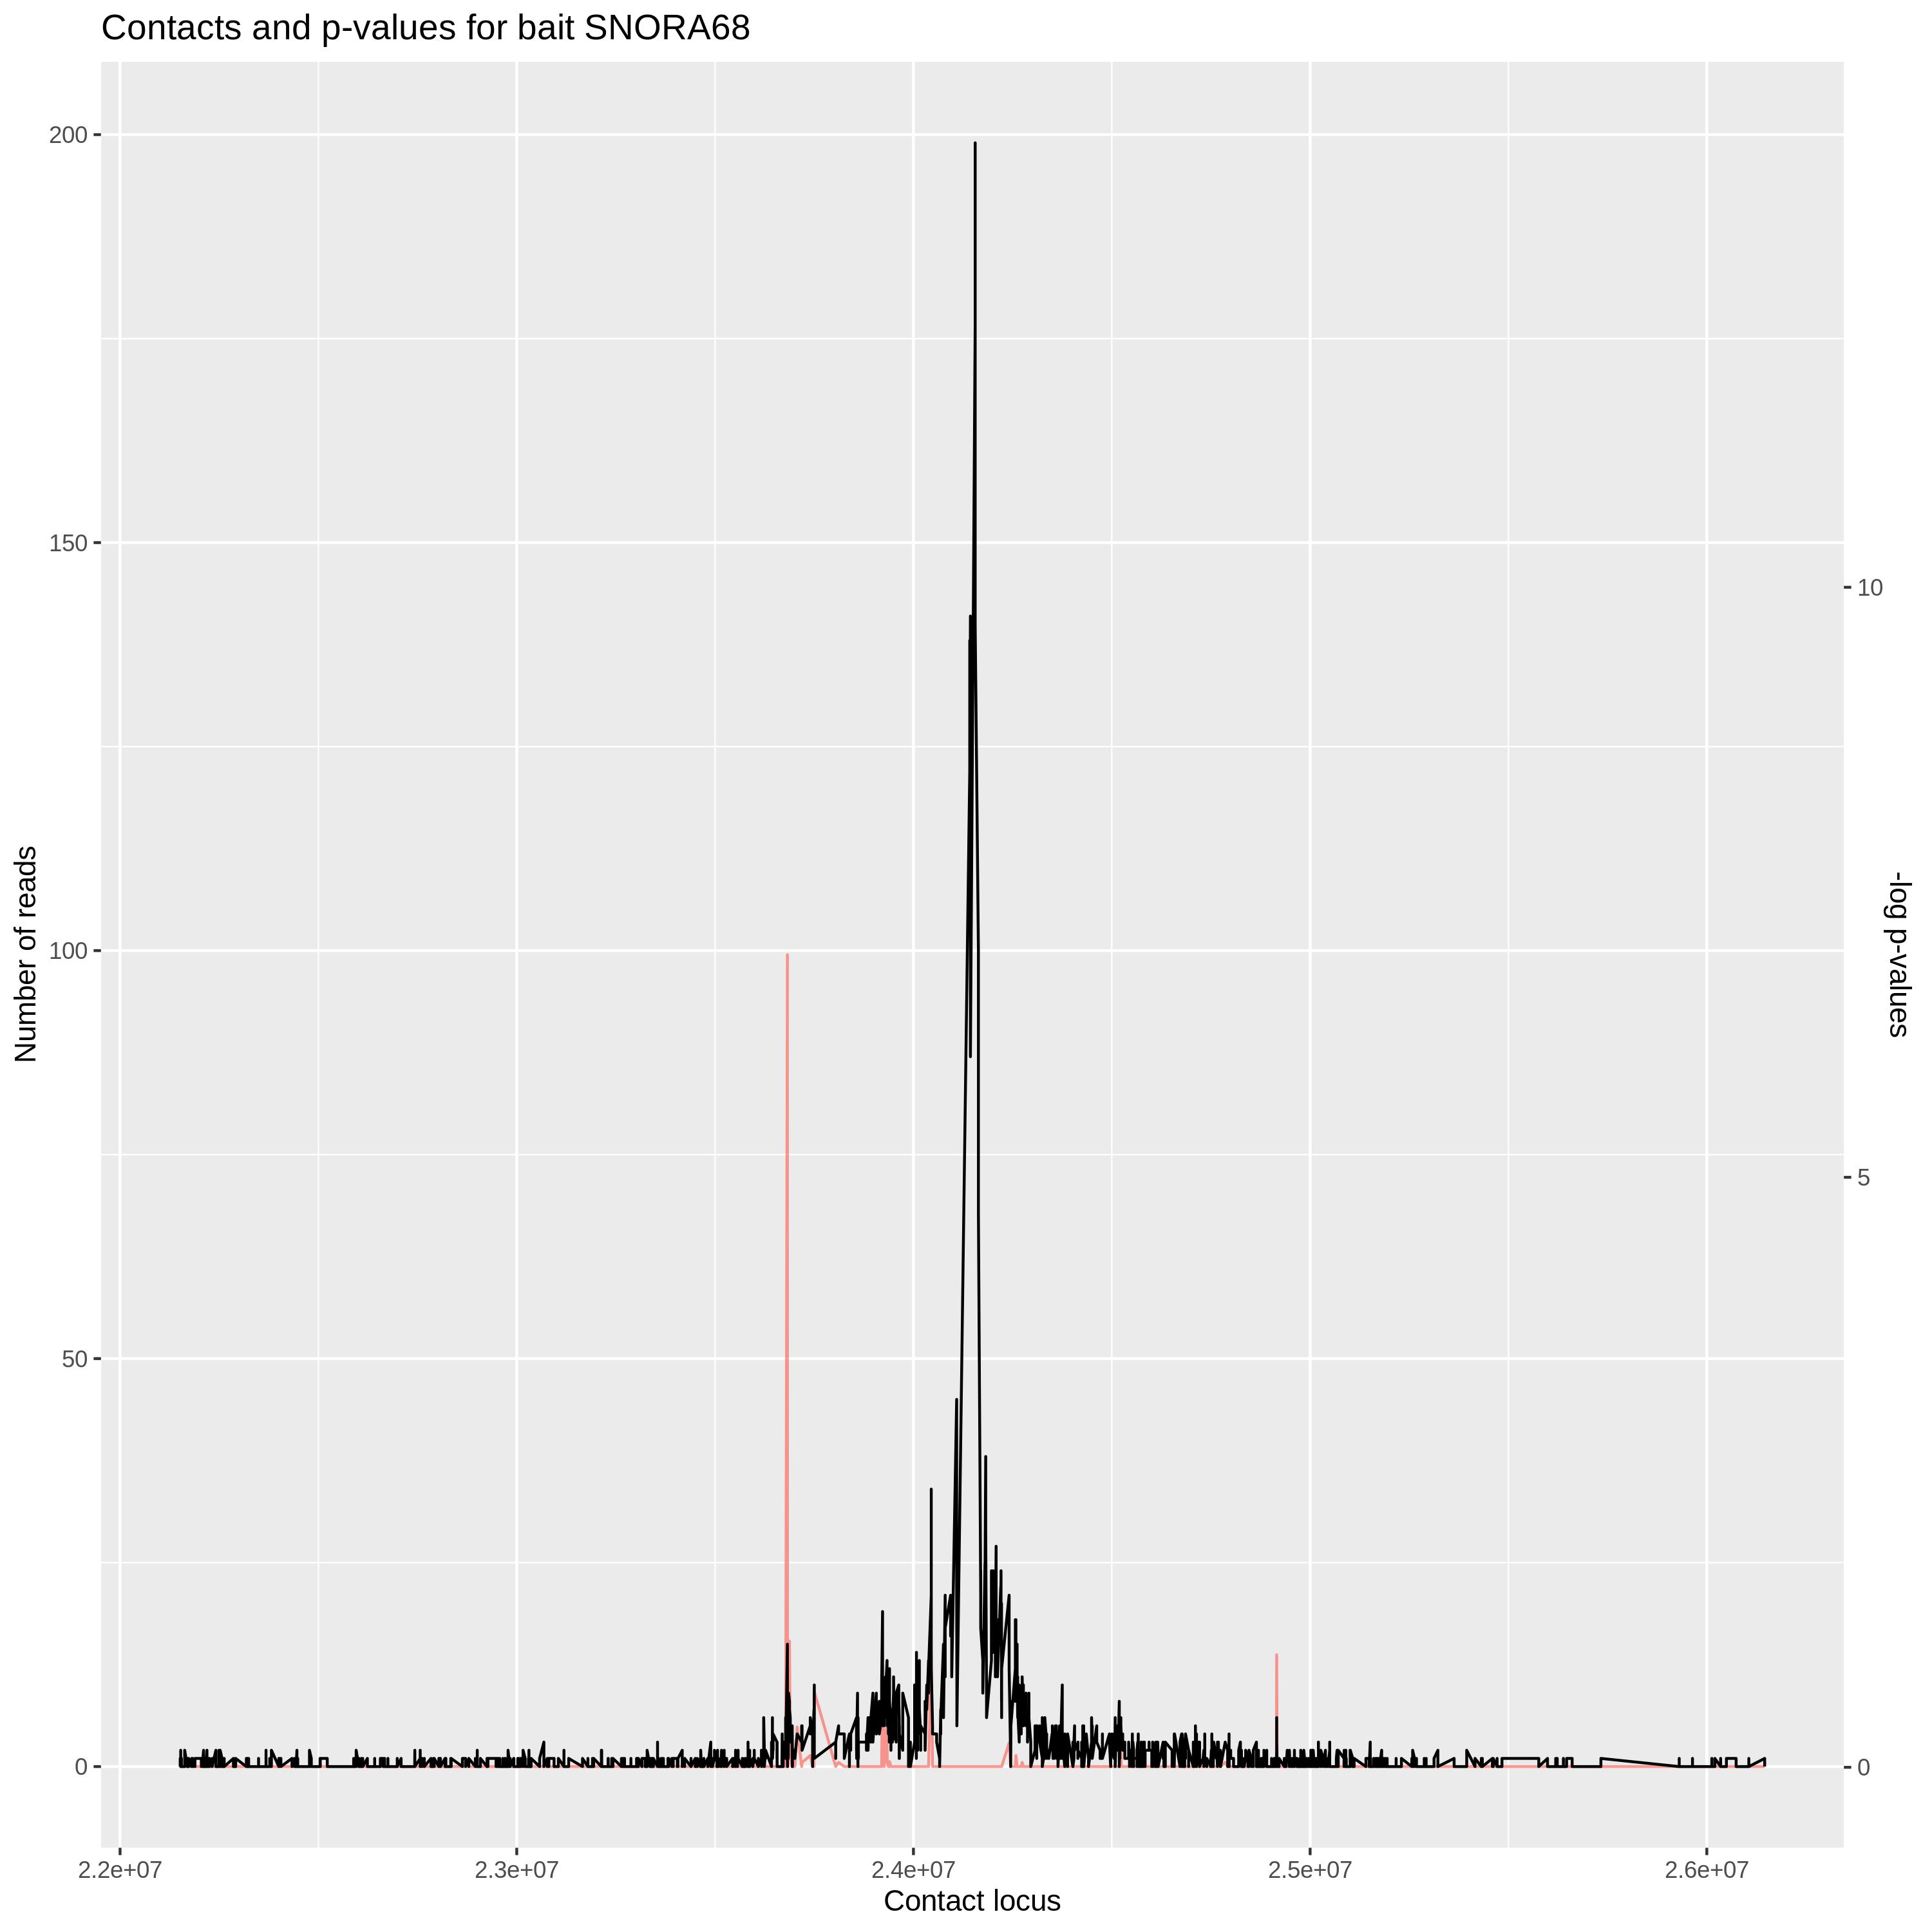 Contacts and p-values for bait SNORA68
200
150
100
50
0
Number of reads
10
5
0
-log p-values
2.2e+07
2.3e+07
2.4e+07
2.5e+07
2.6e+07
Contact locus